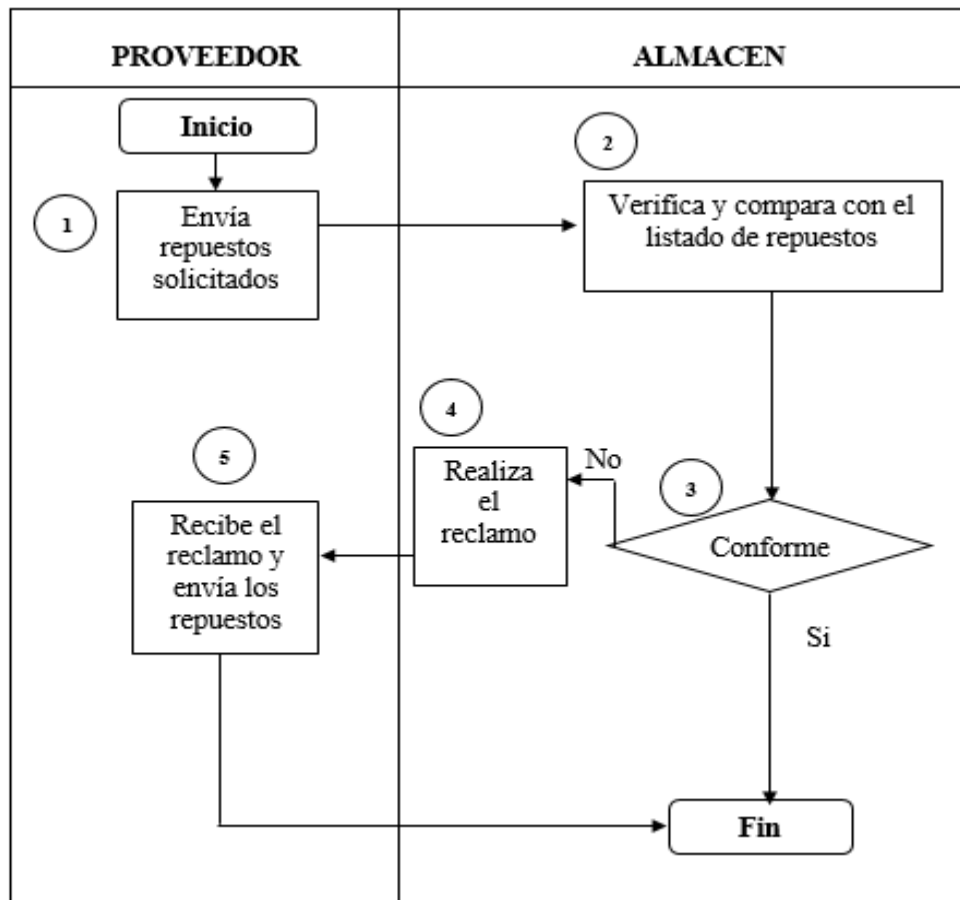 PROVEEDOR
ALMACEN
Inicio
1
Envía
repuestos
solicitados
2
Verifica y compara con el
listado de repuestos
3
Conforme
No
4
Realiza
el
reclamo
5
Recibe el
reclamo y
envía los
repuestos
Si
Fin